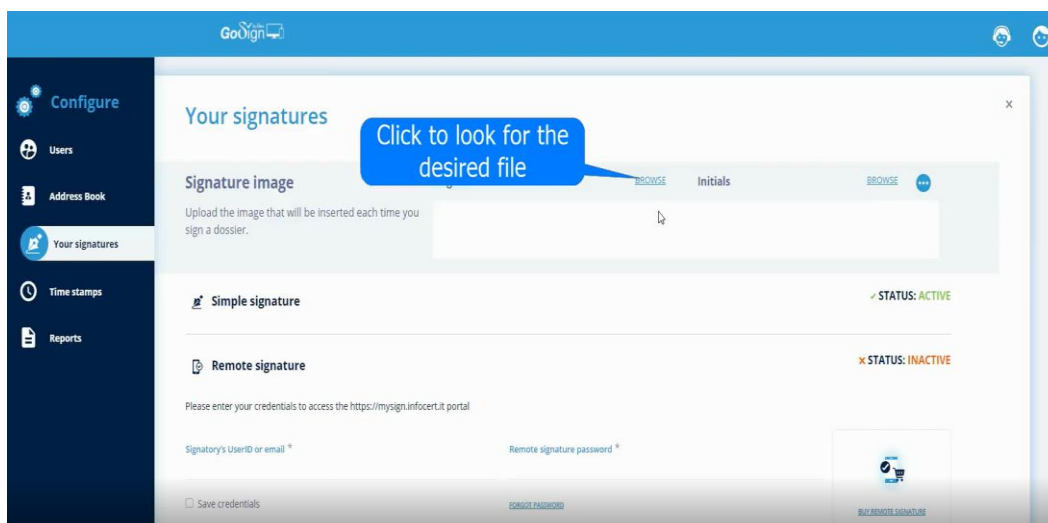 GoSign
Configure
Users
Address Book
Your signatures
Time stamps
Reports
Your signatures
x
Click to look for the
desired file
Signature image
BROWSE
Initials
BROWSE
Upload the image that will be inserted each time you
sign a dossier.
Simple signature
✓ STATUS: ACTIVE
Remote signature
x STATUS: INACTIVE
Please enter your credentials to access the https://mysign.infocert.it portal
Signatory's UserID or email *
Remote signature password *
Save credentials
FORGOT PASSWORD
BUY REMOTE SIGNATURE